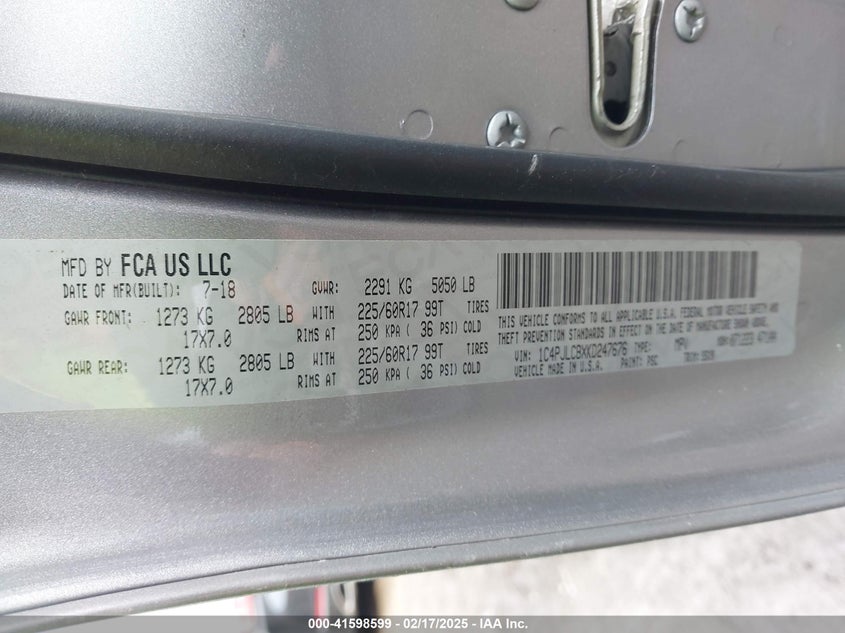 MFD BY FCA US LLC
DATE OF MFR(BUILT): 7-18 GVWR: 2291 KG 5050 LB
GAWR FRONT: 1273 KG 2805 LB WITH 225/60R17 99T TIRES
17X7.0 RIMS AT 250 KPA ( 36 PSI) COLD
GAWR REAR: 1273 KG 2805 LB WITH 225/60R17 99T TIRES
17X7.0 RIMS AT 250 KPA ( 36 PSI) COLD
THIS VEHICLE CONFORMS TO ALL APPLICABLE U.S.A. FEDERAL MOTOR VEHICLE SAFETY AND
THEFT PREVENTION STANDARDS IN EFFECT ON THE DATE OF MANUFACTURE SHOWN ABOVE.
VIN: 1C4PJLCBXKD247676 TYPE: MPV
VEHICLE MADE IN U.S.A. PAINT: PSC TRIM:
000-41598599 — 02/17/2025 — IAA Inc.